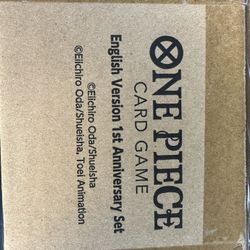 ONE PIECE
CARD GAME
English Version 1st Anniversary Set
©Eiichiro Oda/Shueisha
©Eiichiro Oda/Shueisha, Toei Animation